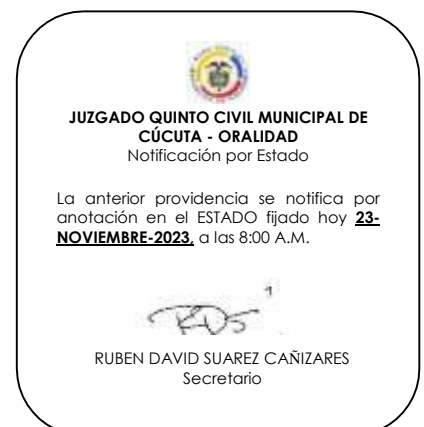 JUZGADO QUINTO CIVIL MUNICIPAL DE
CÚCUTA - ORALIDAD
Notificación por Estado
La anterior providencia se notifica por
anotación en el ESTADO fijado hoy 23-
NOVIEMBRE-2023, a las 8:00 A.M.
RUBEN DAVID SUAREZ CAÑIZARES
Secretario